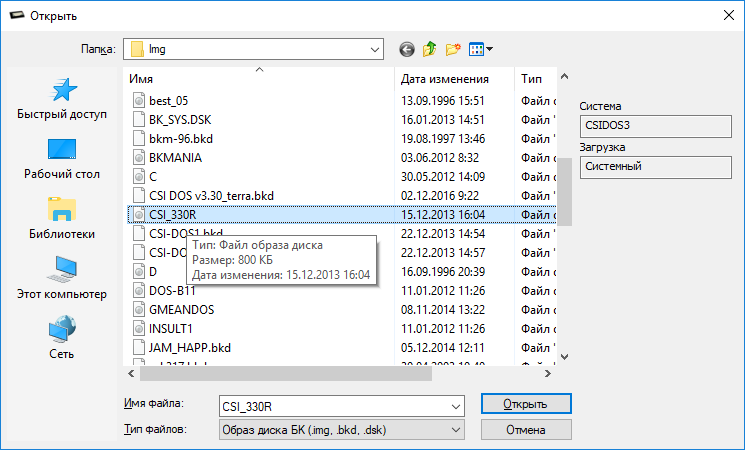 Открыть
Папка: Img
Имя Дата изменения Тип
best_05 13.09.1996 15:51 Файл о
BK_SYS.DSK 16.01.2013 14:51 Файл "
bkm-96.bkd 19.08.1997 13:46 Файл "
BKMANIA 03.06.2012 8:32 Файл о
C 30.05.2012 14:09 Файл о
CSI DOS v3.30_terra.bkd 02.12.2016 9:22 Файл "
CSI_330R 15.12.2013 16:04 Файл о
CSI-DOS1.bkd 22.12.2013 14:54 Файл "
CSI-DO 22.12.2013 14:57 Файл "
D 16.09.1996 20:39 Файл о
DOS-B11 11.01.2012 11:26 Файл о
GMEANDOS 08.11.2014 13:22 Файл о
INSULT1 11.01.2012 11:26 Файл о
JAM_HAPP.bkd 05.12.2014 12:11 Файл "
Тип: Файл образа диска
Размер: 800 КБ
Дата изменения: 15.12.2013 16:04
Быстрый доступ
Рабочий стол
Библиотеки
Этот компьютер
Сеть
Система
CSIDOS3
Загрузка
Системный
Имя файла: CSI_330R Открыть
Тип файлов: Образ диска БК (.img, .bkd, .dsk) Отмена